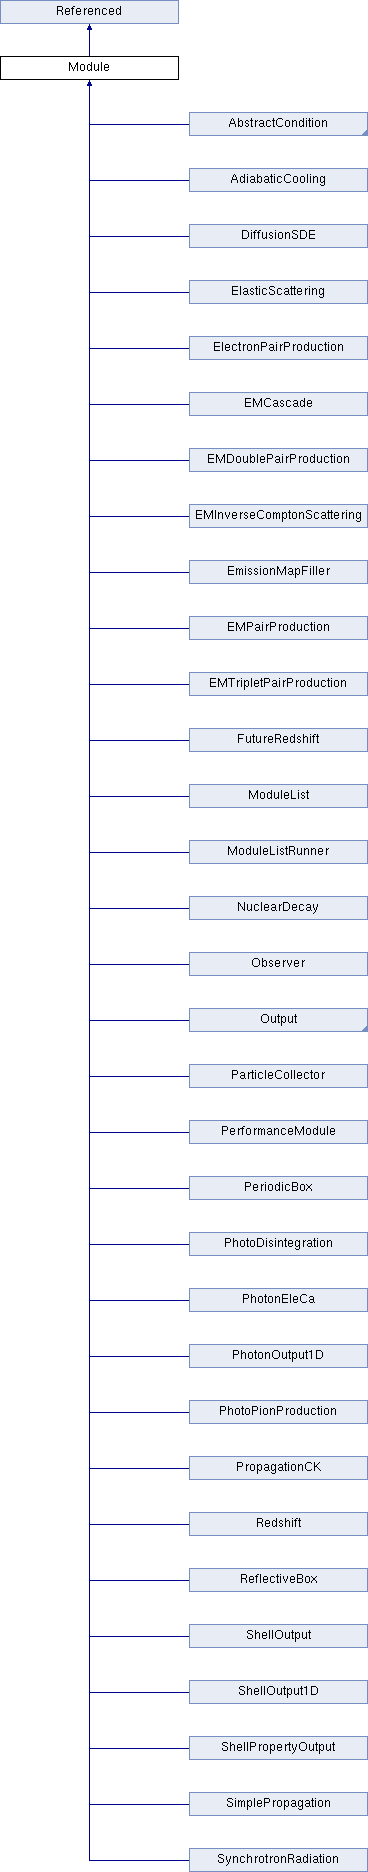 Referenced
Module
AbstractCondition
AdiabaticCooling
DiffusionSDE
ElasticScattering
ElectronPairProduction
EMCascade
EMDoublePairProduction
EMInverseComptonScattering
EmissionMapFiller
EMPairProduction
EMTripletPairProduction
FutureRedshift
ModuleList
ModuleListRunner
NuclearDecay
Observer
Output
ParticleCollector
PerformanceModule
PeriodicBox
PhotoDisintegration
PhotonEleCa
PhotonOutput1D
PhotoPionProduction
PropagationCK
Redshift
ReflectiveBox
ShellOutput
ShellOutput1D
ShellPropertyOutput
SimplePropagation
SynchrotronRadiation